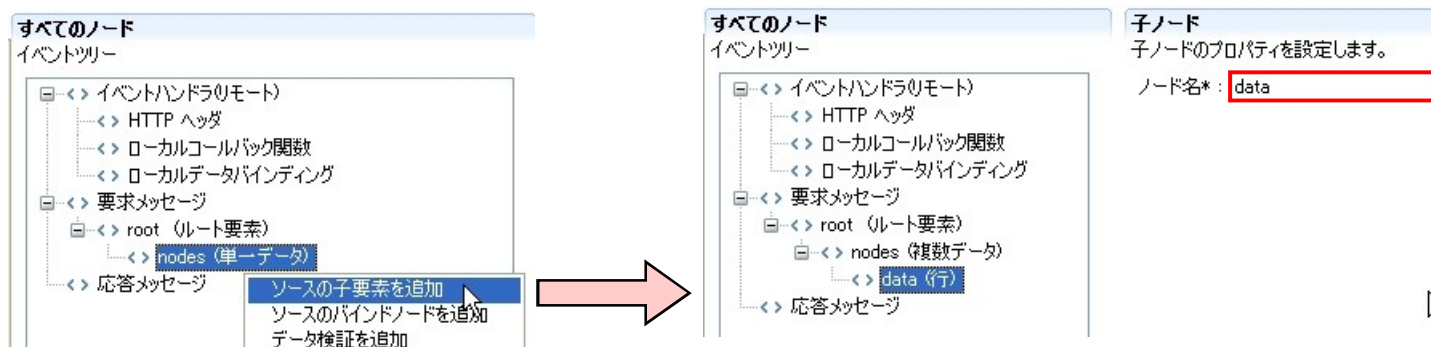 すべてのノード
イベントツリー
イベントハンドラ(リモート)
HTTP ヘッダ
ローカルコールバック関数
ローカルデータバインディング
要求メッセージ
root （ルート要素）
nodes （単一データ）
応答メッセージ
ソースの子要素を追加
ソースのバインドノードを追加
データ検証を追加
すべてのノード
イベントツリー
イベントハンドラ(リモート)
HTTP ヘッダ
ローカルコールバック関数
ローカルデータバインディング
要求メッセージ
root （ルート要素）
nodes （複数データ）
data （行）
応答メッセージ
子ノード
子ノードのプロパティを設定します。
ノード名*： data